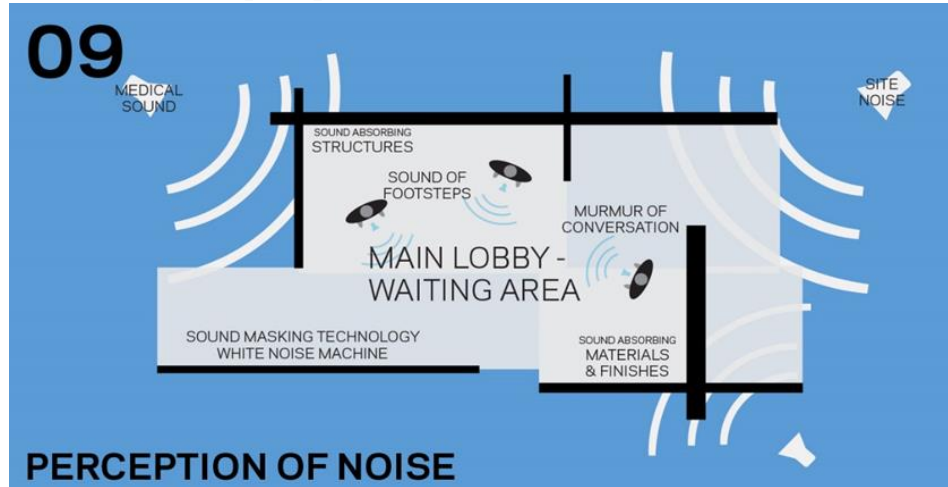 09
MEDICAL
SOUND
SITE
NOISE
SOUND ABSORBING
STRUCTURES
SOUND OF
FOOTSTEPS
MURMUR OF
CONVERSATION
MAIN LOBBY -
WAITING AREA
SOUND MASKING TECHNOLOGY
WHITE NOISE MACHINE
SOUND ABSORBING
MATERIALS
& FINISHES
PERCEPTION OF NOISE